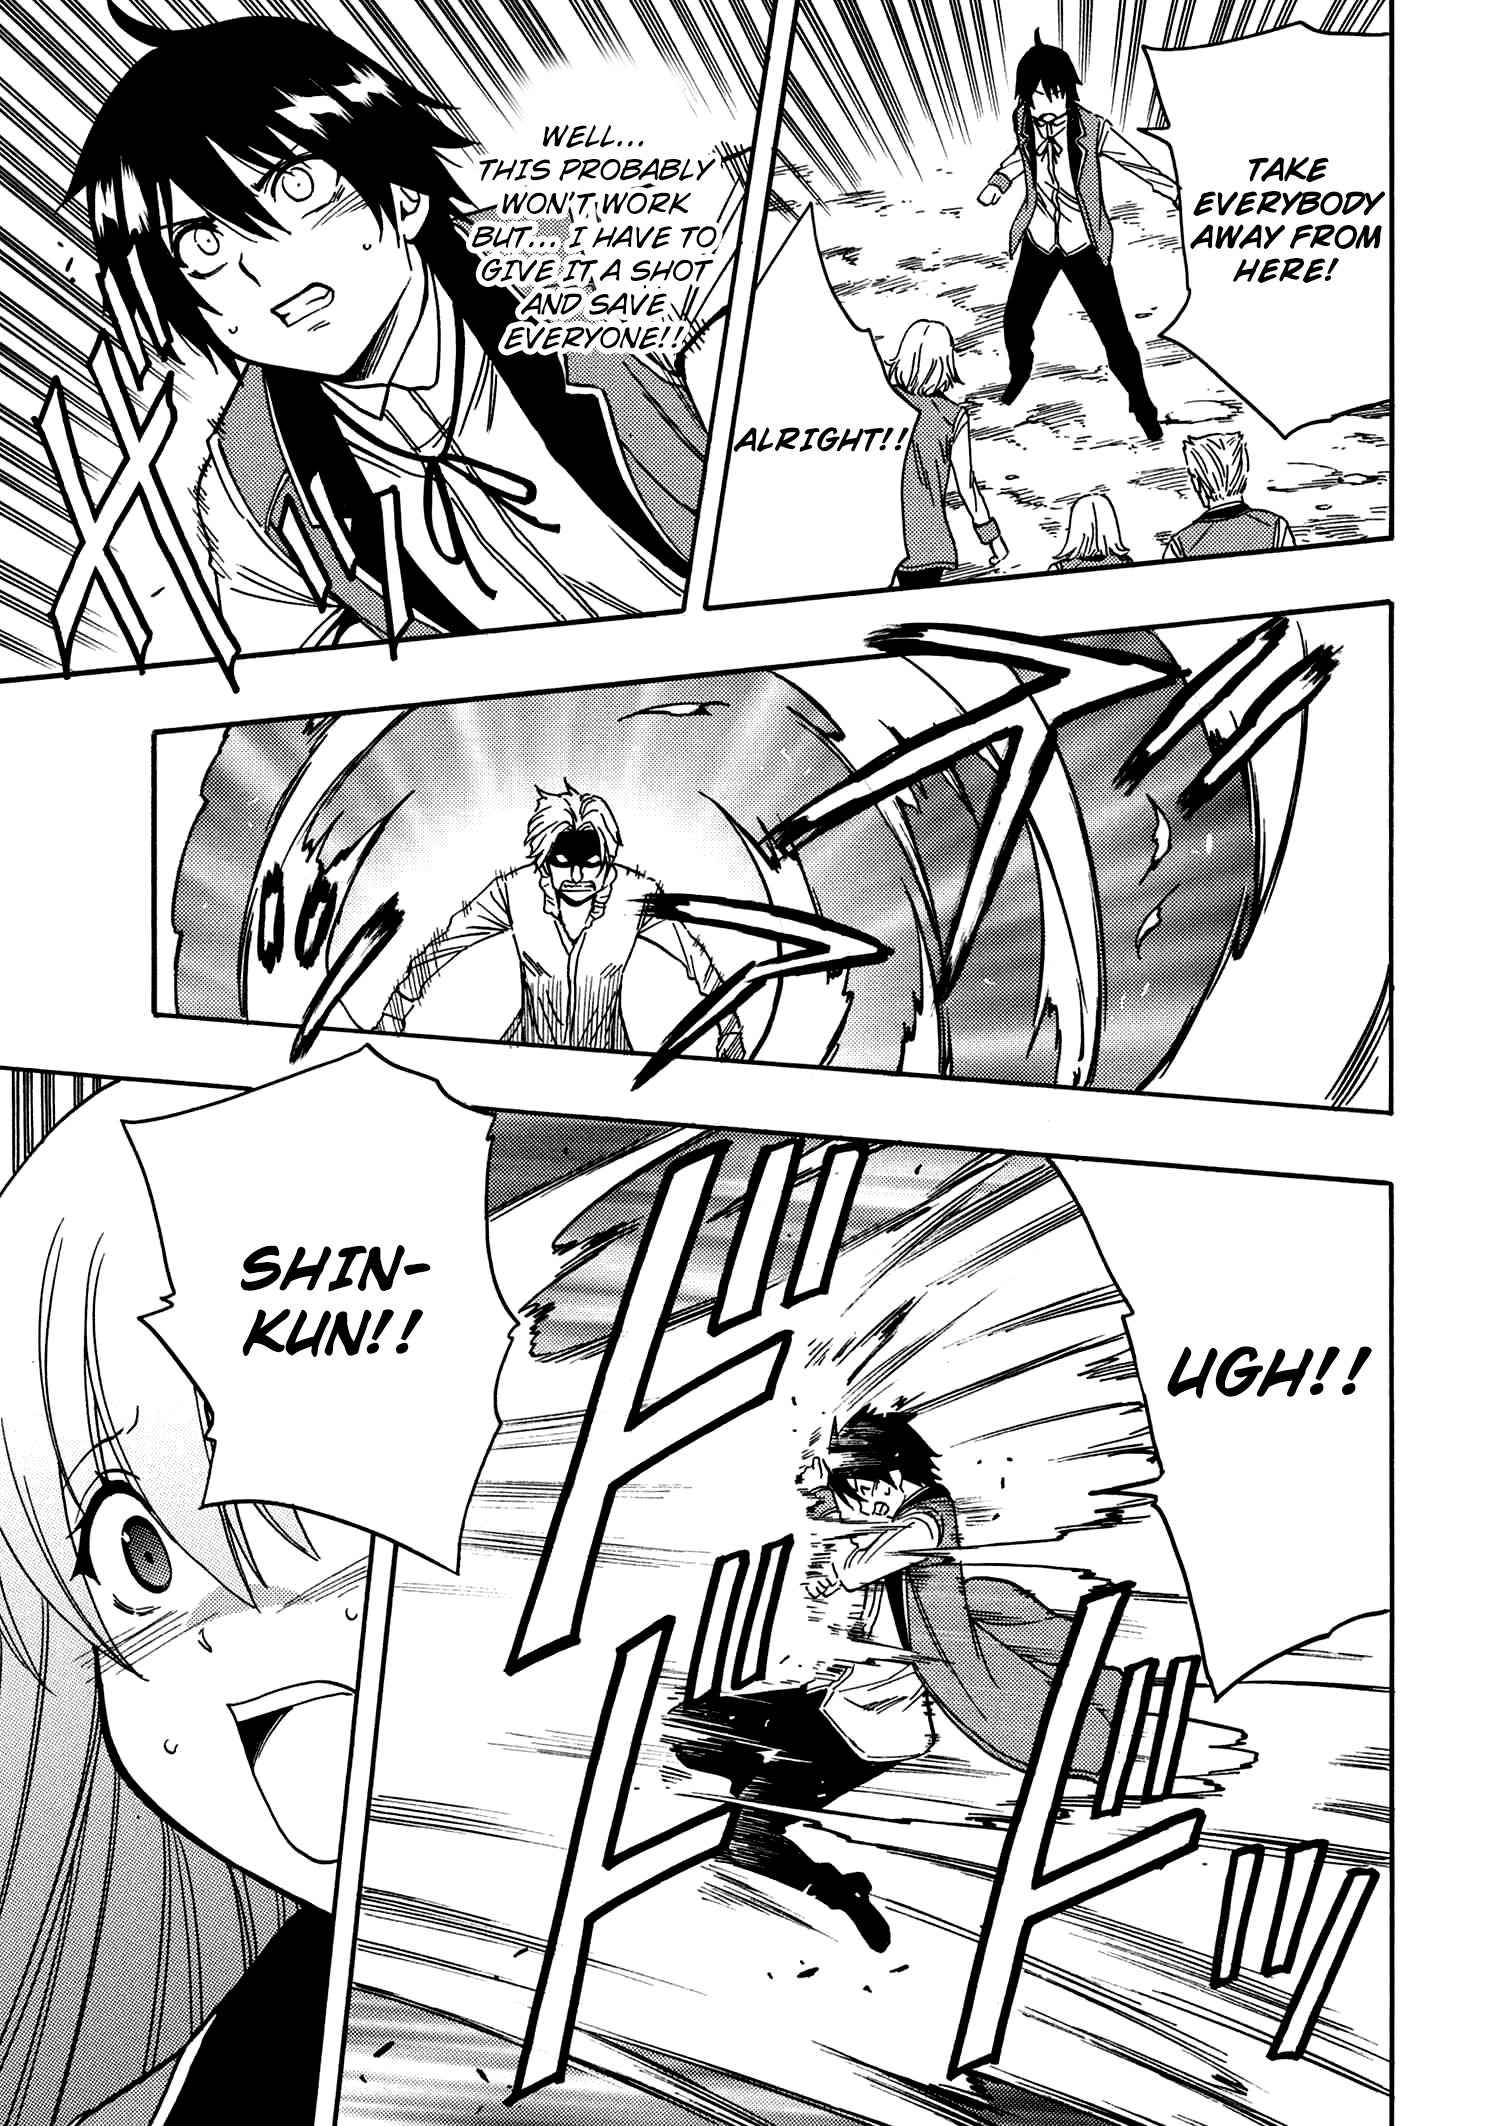 TAKE
EVERYBODY
AWAY FROM
HERE!
ALRIGHT!!
WELL...
THIS PROBABLY
WON'T WORK
BUT... I HAVE TO
GIVE IT A SHOT
AND SAVE
EVERYONE!!
UGH!!
SHIN-
KUN!!